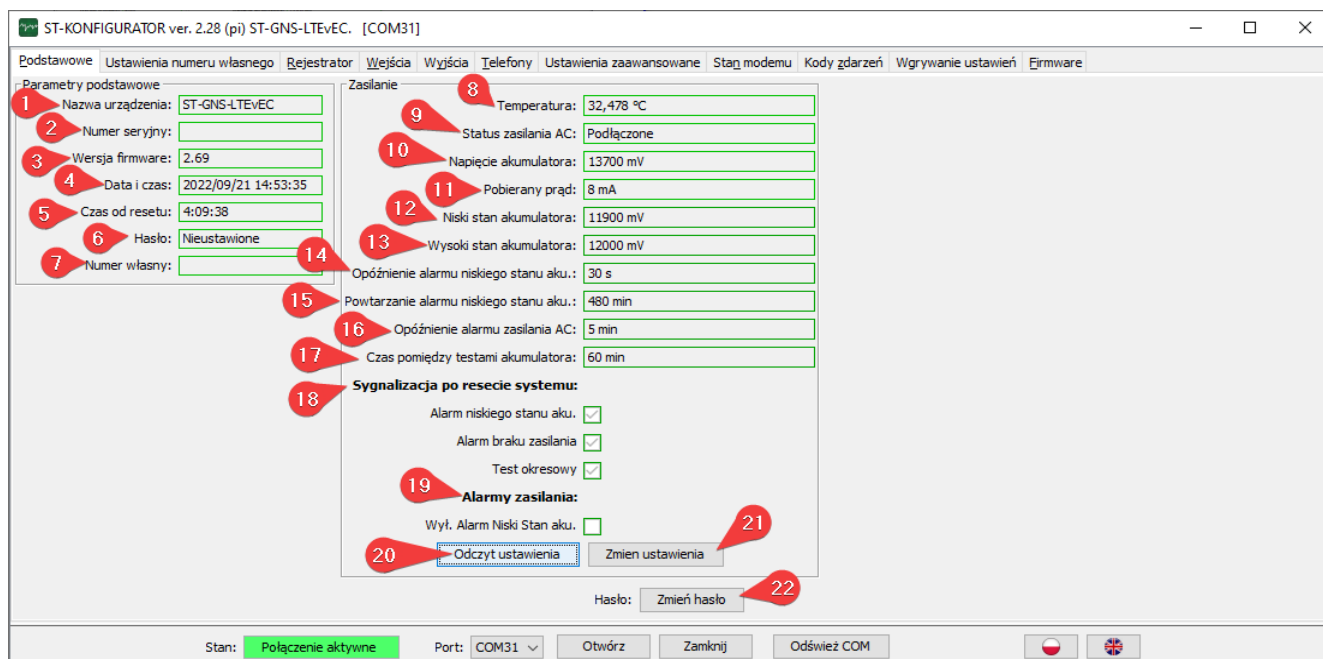 ST-KONFIGURATOR ver. 2.28 (pi) ST-GNS-LTEvEC. [COM31]
Podstawowe Ustawienia numeru własnego Rejestrator Wejścia Wyjścia Telefony Ustawienia zaawansowane Stan modemu Kody zdarzeń Wgrywanie ustawień Firmware
Parametry podstawowe
1 Nazwa urządzenia: ST-GNS-LTEvEC
2 Numer seryjny:
3 Wersja firmware: 2.69
4 Data i czas: 2022/09/21 14:53:35
5 Czas od resetu: 4:09:38
6 Hasło: Nieustawione
7 Numer własny:
Zasilanie
8 Temperatura: 32,478 ºC
9 Status zasilania AC: Podłączone
10 Napięcie akumulatora: 13700 mV
11 Pobierany prąd: 8 mA
12 Niski stan akumulatora: 11900 mV
13 Wysoki stan akumulatora: 12000 mV
14 Opóźnienie alarmu niskiego stanu aku.: 30 s
15 Powtarzanie alarmu niskiego stanu aku.: 480 min
16 Opóźnienie alarmu zasilania AC: 5 min
17 Czas pomiędzy testami akumulatora: 60 min
18 Sygnalizacja po resecie systemu:
Alarm niskiego stanu aku.
Alarm braku zasilania
Test okresowy
19 Alarmy zasilania:
Wył. Alarm Niski Stan aku.
20 Odczyt ustawienia Zmien ustawienia 21
Hasło: Zmień hasło 22
Stan: Połączenie aktywne Port: COM31 Otwórz Zamknij Odśwież COM